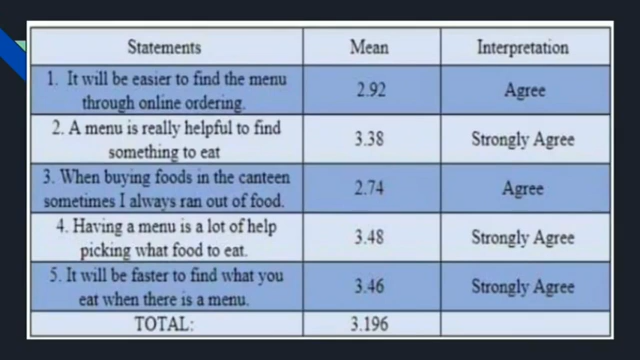 Statements Mean Interpretation
1. It will be easier to find the menu
through online ordering. 2.92 Agree
2. A menu is really helpful to find
something to eat 3.38 Strongly Agree
3. When buying foods in the canteen
sometimes I always ran out of food. 2.74 Agree
4. Having a menu is a lot of help
picking what food to eat. 3.48 Strongly Agree
5. It will be faster to find what you
eat when there is a menu. 3.46 Strongly Agree
TOTAL: 3.196